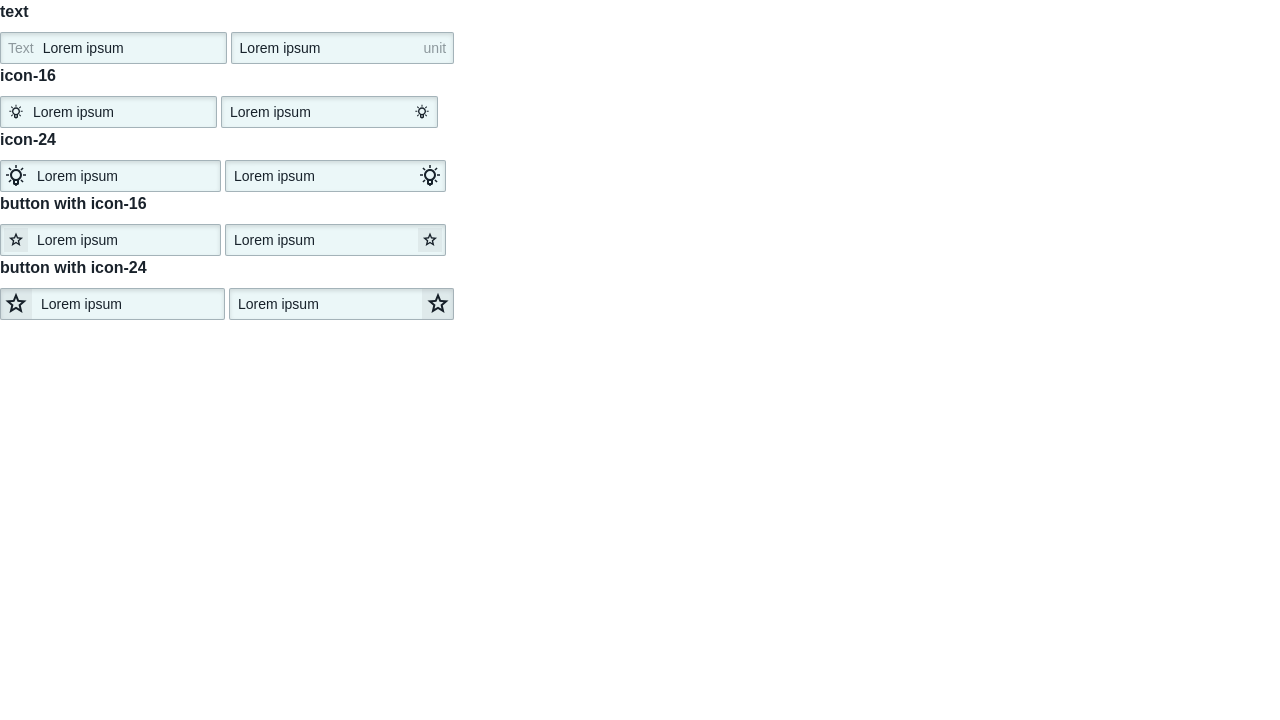 text
Text Lorem ipsum Lorem ipsum unit
icon-16
Lorem ipsum Lorem ipsum
icon-24
Lorem ipsum Lorem ipsum
button with icon-16
Lorem ipsum Lorem ipsum
button with icon-24
Lorem ipsum Lorem ipsum